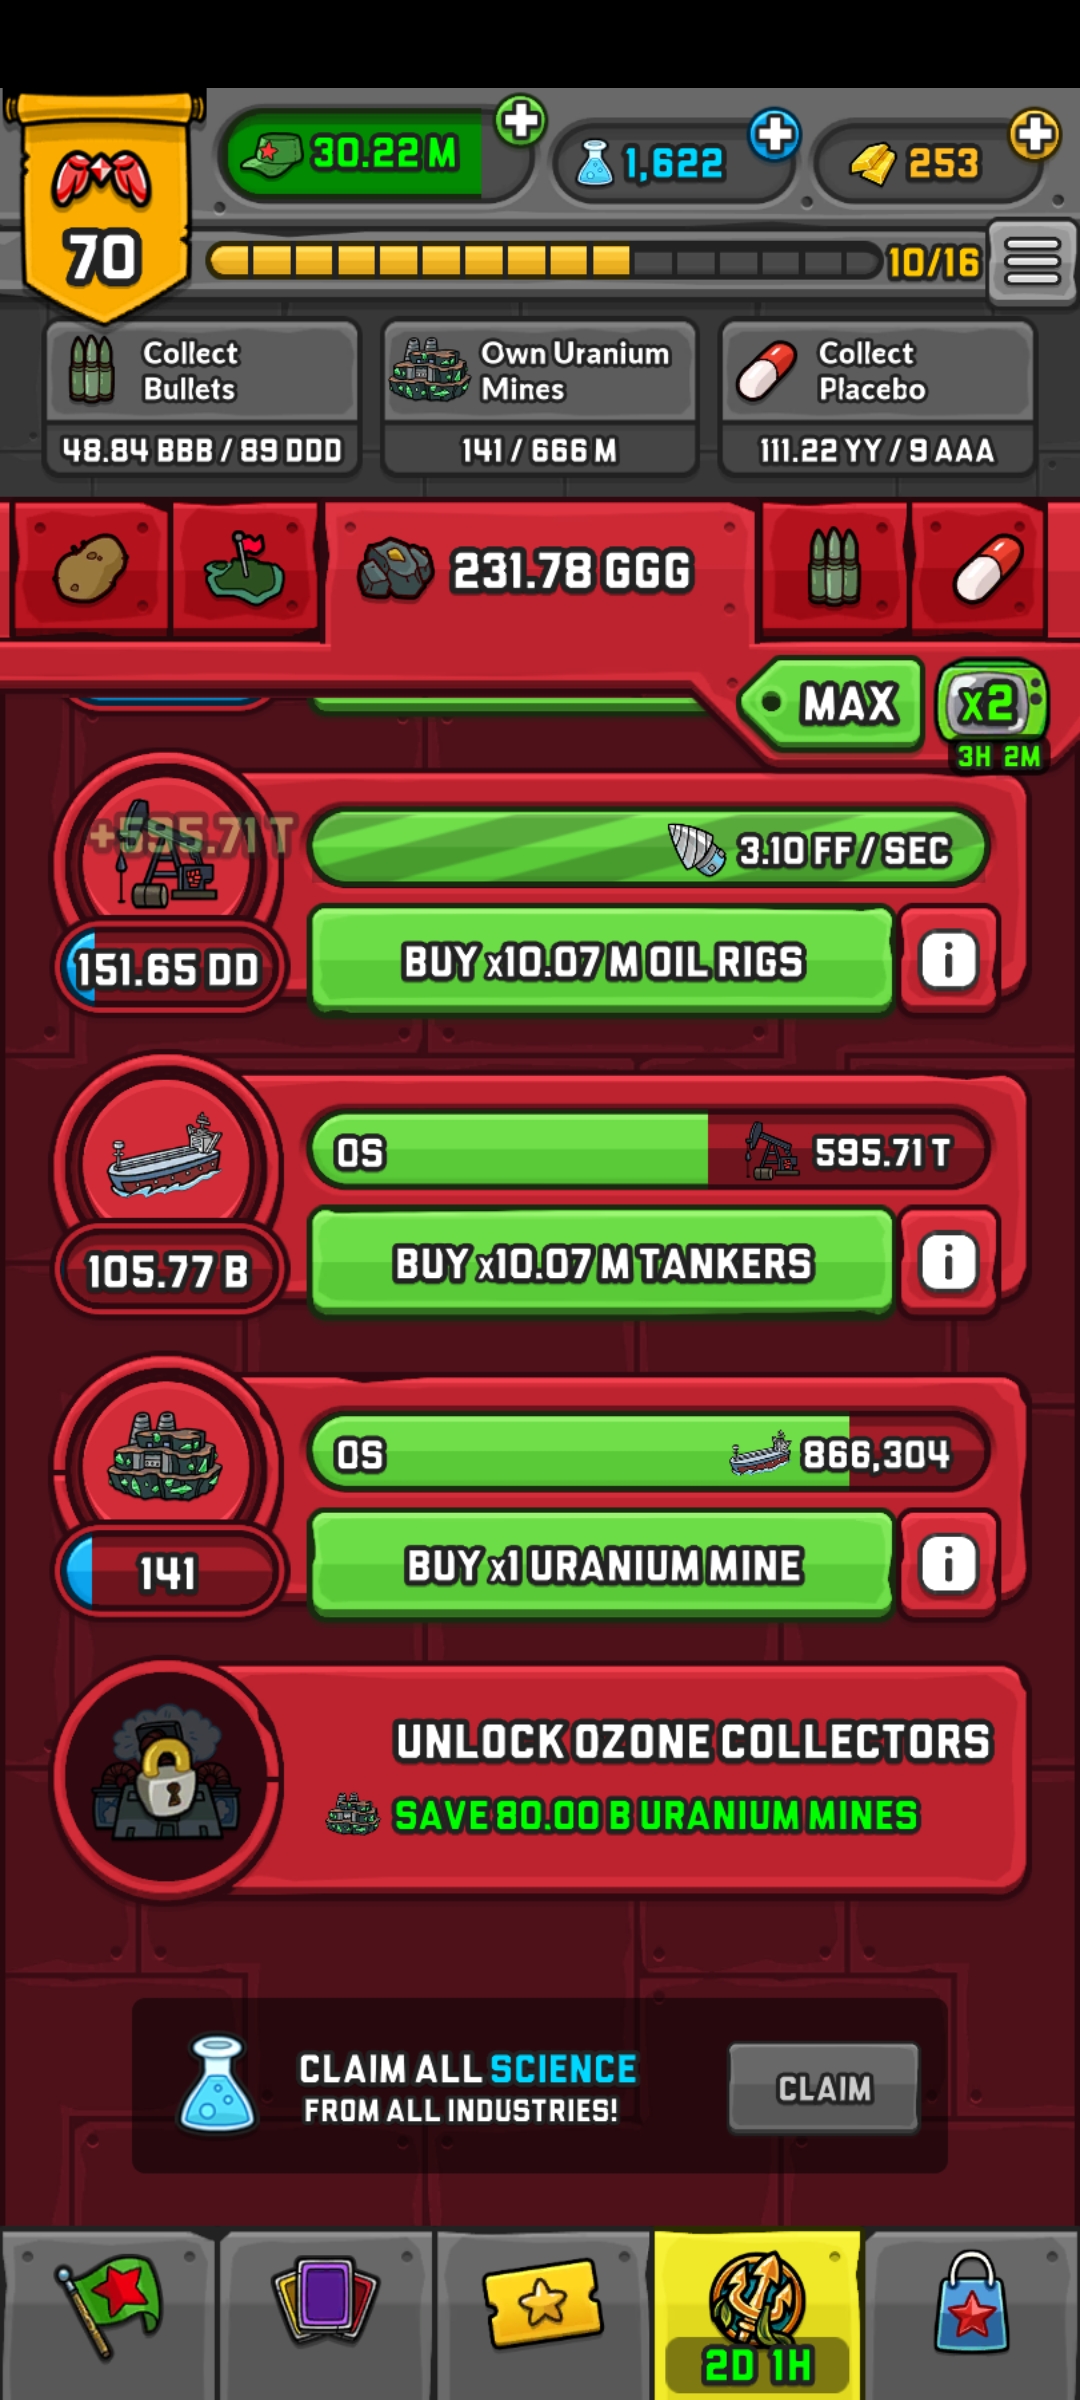 30.22 M
1,622
253
70
10/16
Collect
Bullets
48.84 BBB / 89 DDD
Own Uranium
Mines
141 / 666 M
Collect
Placebo
111.22 YY / 9 AAA
231.78 GGG
MAX
x2
3H 2M
+595.71 T
3.10 FF / SEC
151.65 DD
BUY x10.07 M OIL RIGS
i
0S
595.71 T
105.77 B
BUY x10.07 M TANKERS
i
0S
866,304
141
BUY x1 URANIUM MINE
i
UNLOCK OZONE COLLECTORS
SAVE 80.00 B URANIUM MINES
CLAIM ALL SCIENCE
FROM ALL INDUSTRIES!
CLAIM
2D 1H